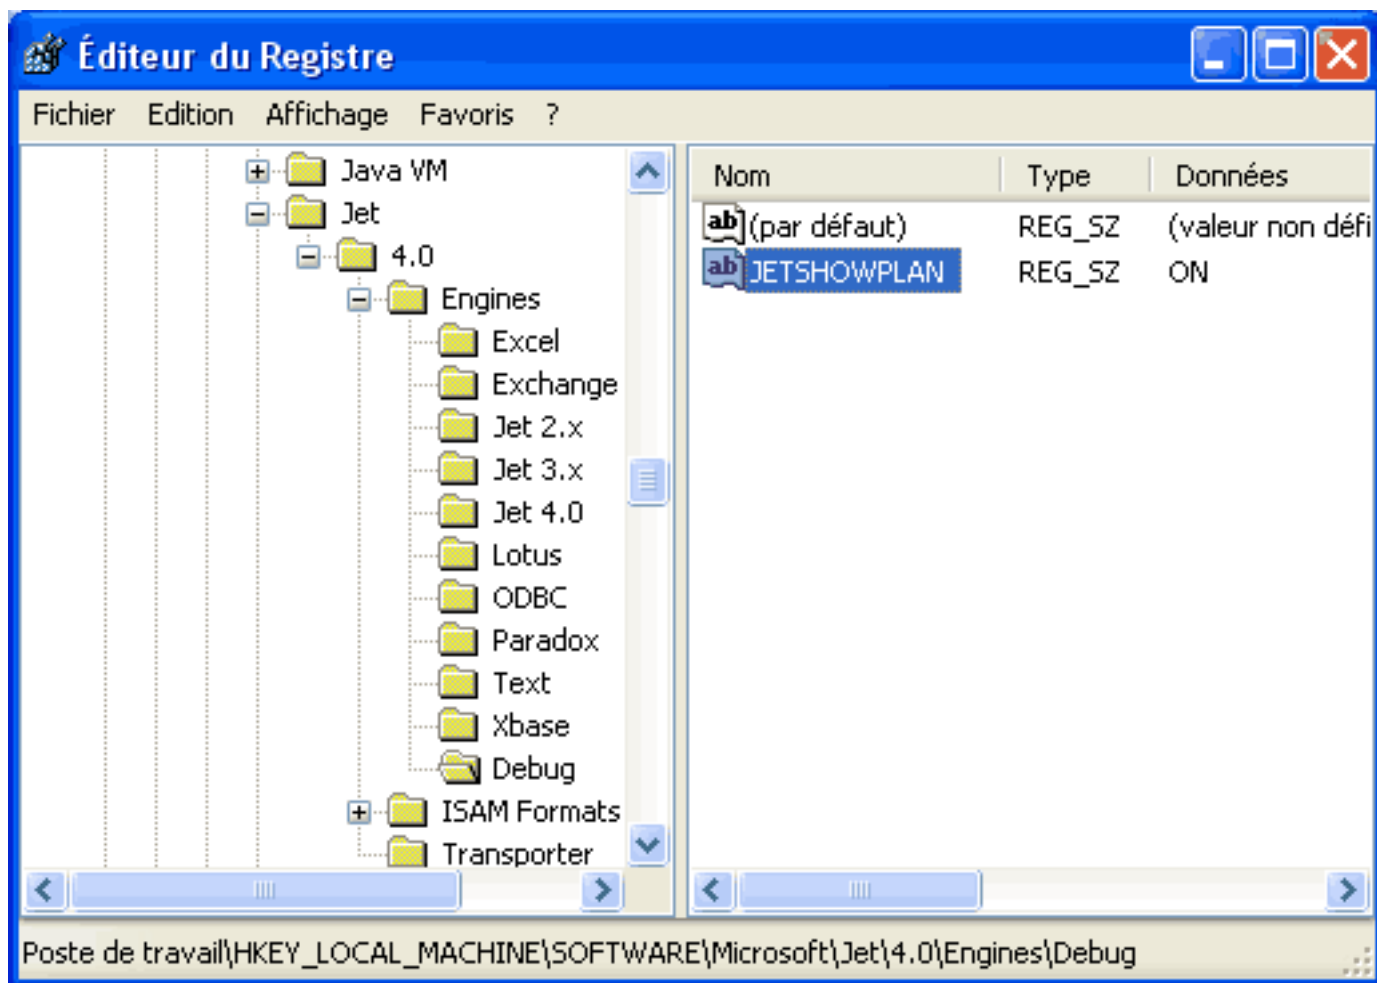 Éditeur du Registre
Fichier Edition Affichage Favoris ?
Java VM
Jet
4.0
Engines
Excel
Exchange
Jet 2.x
Jet 3.x
Jet 4.0
Lotus
ODBC
Paradox
Text
Xbase
Debug
ISAM Formats
Transporter
Nom Type Données
ab (par défaut) REG_SZ (valeur non défi
ab JETSHOWPLAN REG_SZ ON
Poste de travail\HKEY_LOCAL_MACHINE\SOFTWARE\Microsoft\Jet\4.0\Engines\Debug